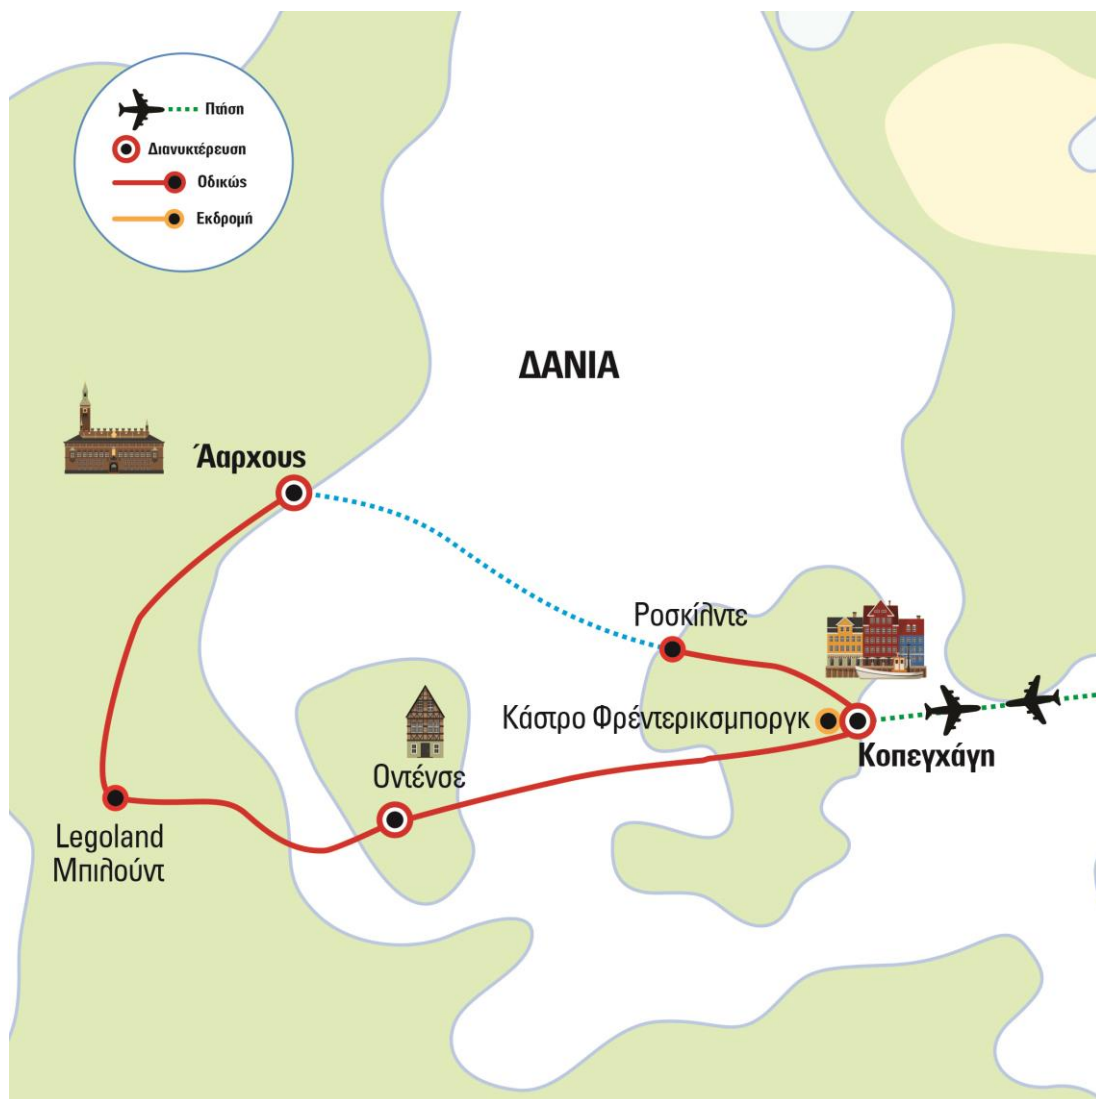 Πτήση
Διανυκτέρευση
Οδικώς
Εκδρομή
ΔΑΝΙΑ
Άαρχους
Ροσκίλντε
Κάστρο Φρέντερικσμποργκ
Κοπεγχάγη
Οντένσε
Legoland
Μπιλούντ